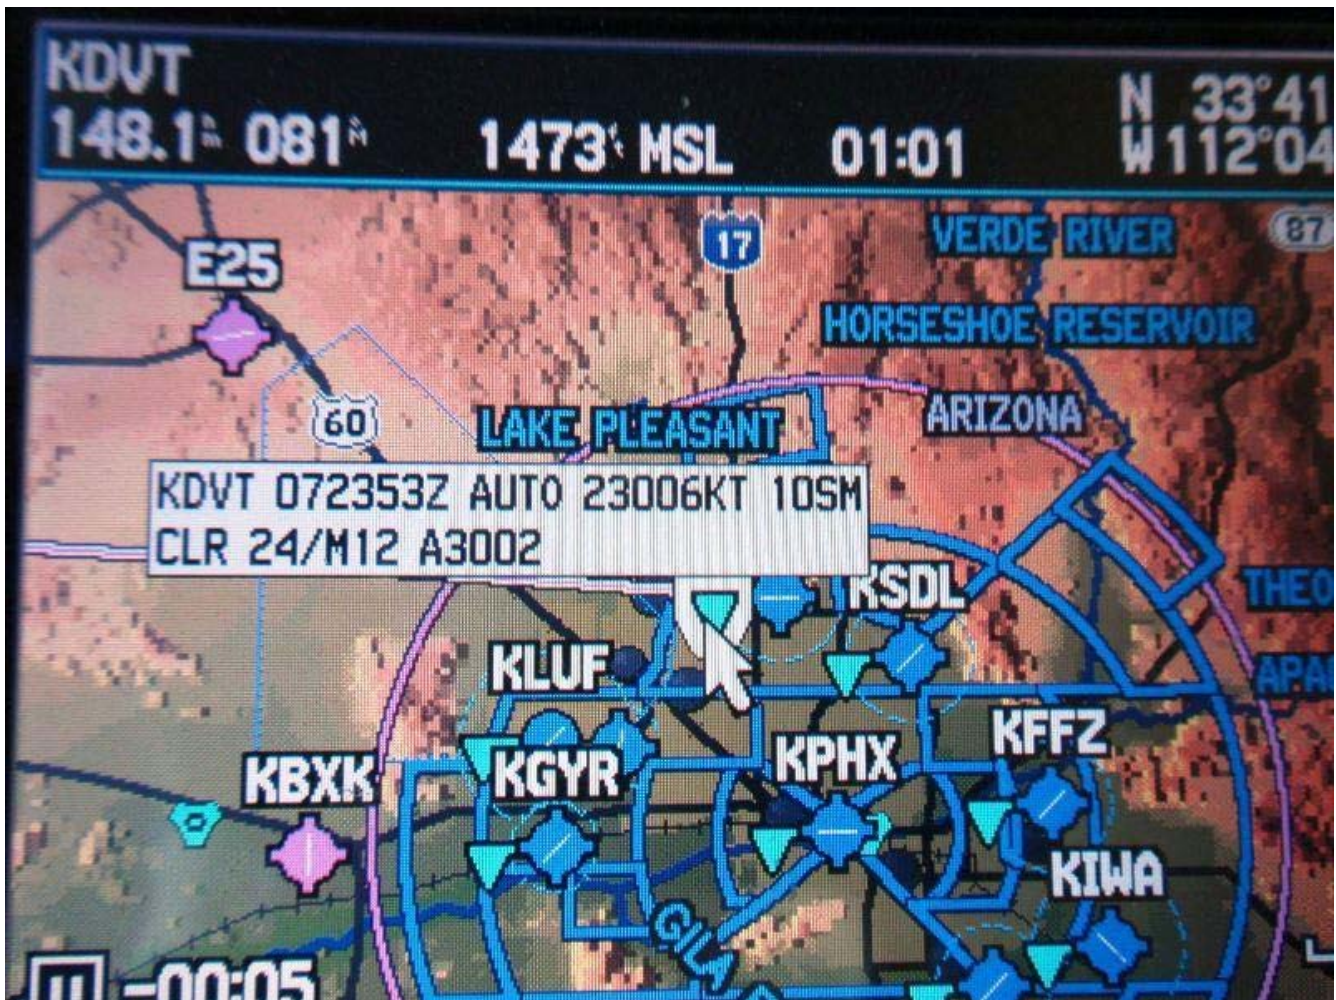 KDVT
N 33°41
148.1 081° 1473 MSL 01:01 W112°04
E25
17
VERDE RIVER
87
HORSESHOE RESERVOIR
60
LAKE PLEASANT
ARIZONA
KDVT 072353Z AUTO 23006KT 10SM
CLR 24/M12 A3002
KSDL
THEO
KLUF
APA
KFFZ
KPHX
KBXK
KGYR
KIWA
GILA
-00:05